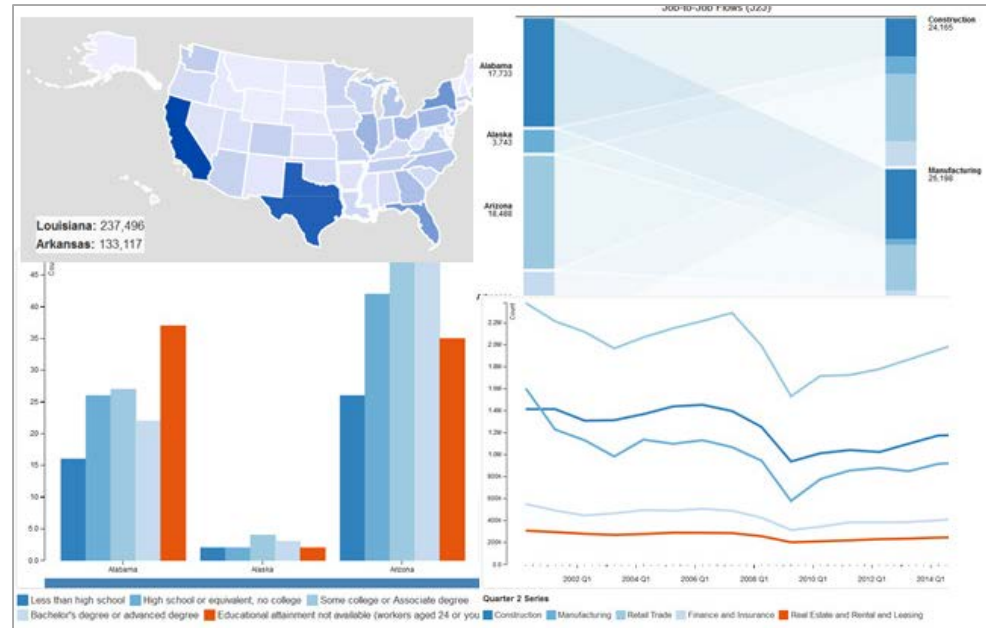 Job-to-Job Flows (J2J)
Louisiana: 237,496
Arkansas: 133,117
Alabama
17,733
Alaska
3,743
Arizona
18,488
Construction
24,165
Manufacturing
26,198
45
40
35
30
25
20
15
10
5
0.0
Alabama
Alaska
Arizona
Less than high school
High school or equivalent, no college
Some college or Associate degree
Bachelor's degree or advanced degree
Educational attainment not available (workers aged 24 or you
Count
2.2M
2.0M
1.8M
1.6M
1.4M
1.2M
1.0M
800k
600k
400k
200k
0.0
2002 Q1
2004 Q1
2006 Q1
2008 Q1
2010 Q1
2012 Q1
2014 Q1
Quarter 2 Series
Construction
Manufacturing
Retail Trade
Finance and Insurance
Real Estate and Rental and Leasing